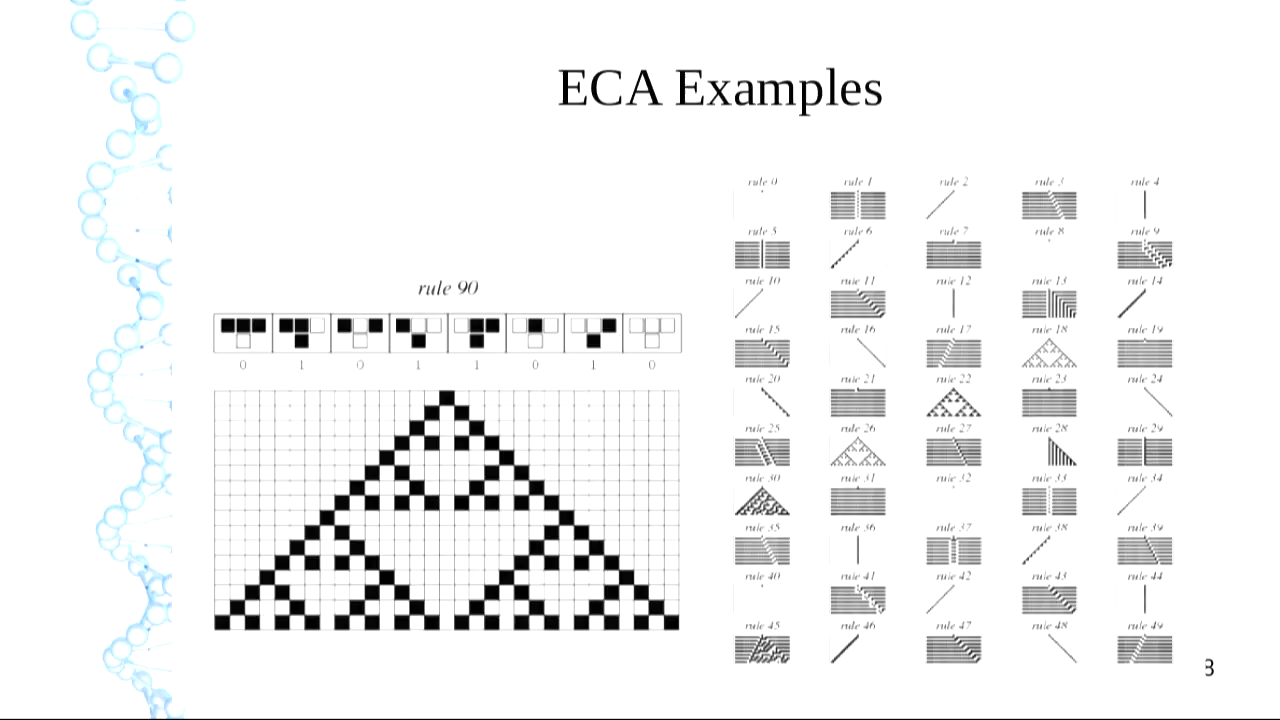 ECA Examples
rule 90
0 1 0 1 1 0 1 0
rule 0 rule 1 rule 2 rule 3 rule 4
rule 5 rule 6 rule 7 rule 8 rule 9
rule 10 rule 11 rule 12 rule 13 rule 14
rule 15 rule 16 rule 17 rule 18 rule 19
rule 20 rule 21 rule 22 rule 23 rule 24
rule 25 rule 26 rule 27 rule 28 rule 29
rule 30 rule 31 rule 32 rule 33 rule 34
rule 35 rule 36 rule 37 rule 38 rule 39
rule 40 rule 41 rule 42 rule 43 rule 44
rule 45 rule 46 rule 47 rule 48 rule 49